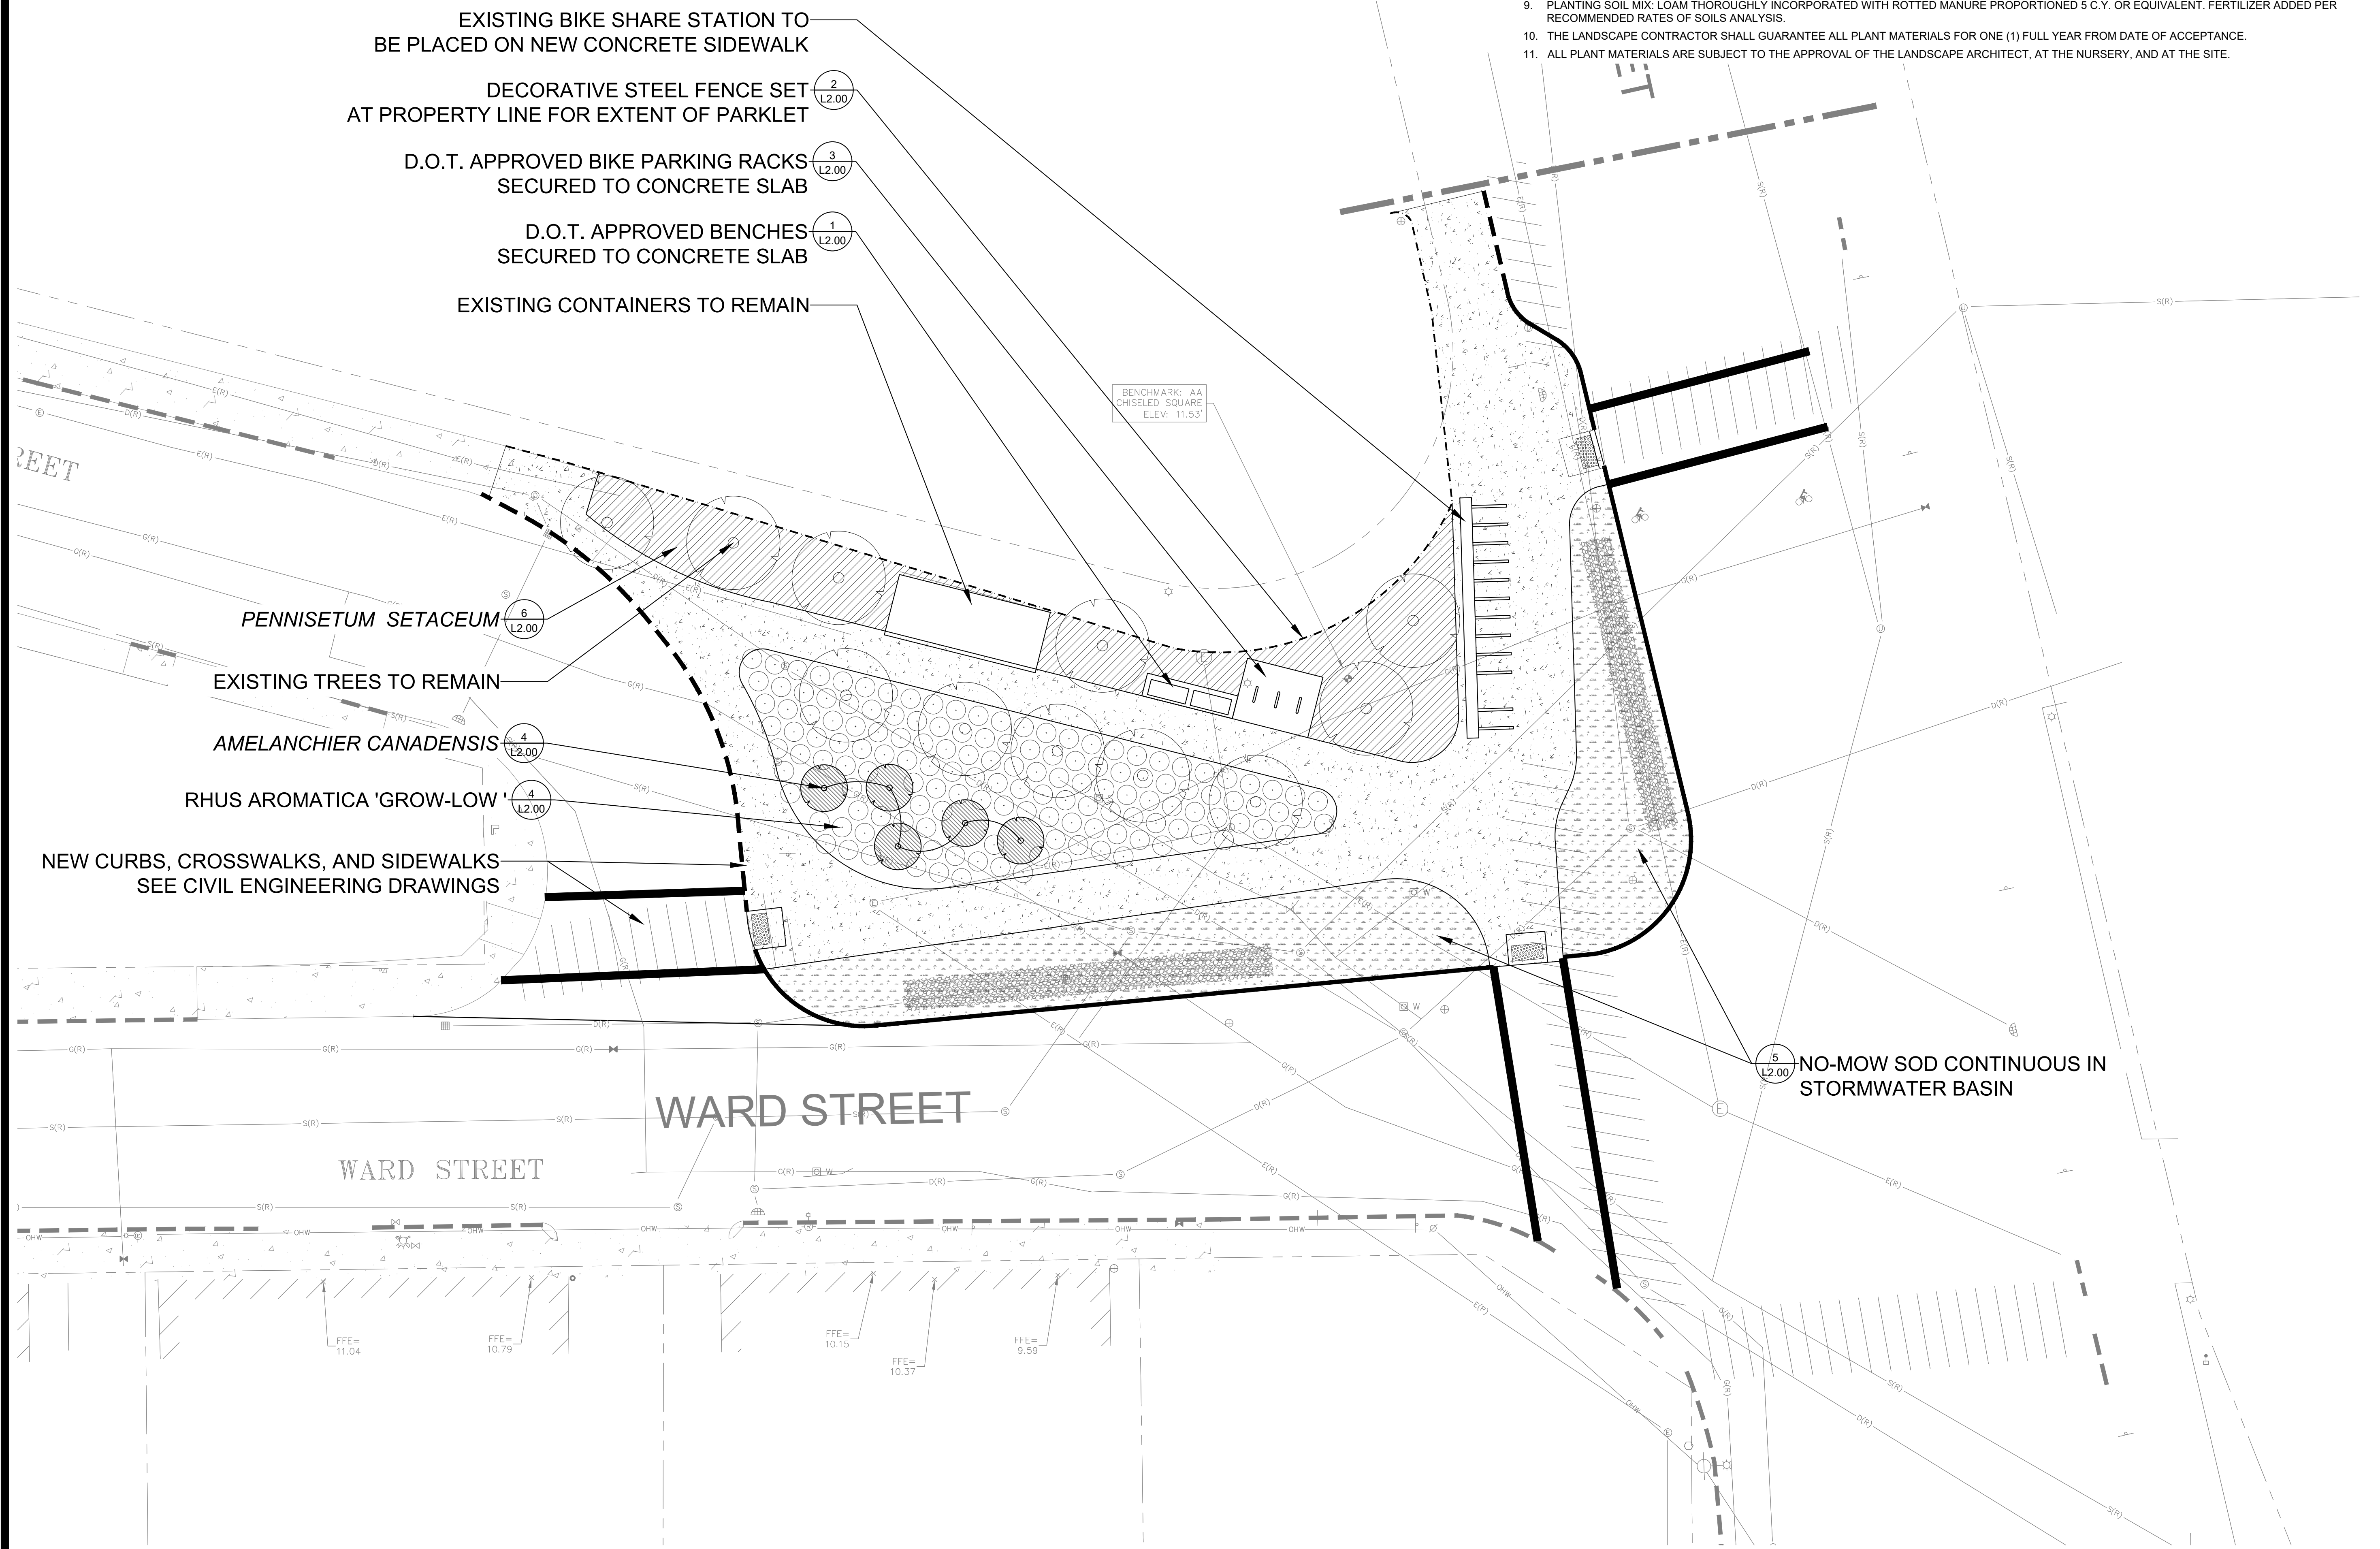 9. PLANTING SOIL MIX: LOAM THOROUGHLY INCORPORATED WITH ROTTED MANURE PROPORTIONED 5 C.Y. OR EQUIVALENT. FERTILIZER ADDED PER
RECOMMENDED RATES OF SOILS ANALYSIS.
10. THE LANDSCAPE CONTRACTOR SHALL GUARANTEE ALL PLANT MATERIALS FOR ONE (1) FULL YEAR FROM DATE OF ACCEPTANCE.
11. ALL PLANT MATERIALS ARE SUBJECT TO THE APPROVAL OF THE LANDSCAPE ARCHITECT, AT THE NURSERY, AND AT THE SITE.
EXISTING BIKE SHARE STATION TO
BE PLACED ON NEW CONCRETE SIDEWALK
DECORATIVE STEEL FENCE SET
AT PROPERTY LINE FOR EXTENT OF PARKLET
2
L2.00
D.O.T. APPROVED BIKE PARKING RACKS
SECURED TO CONCRETE SLAB
3
L2.00
D.O.T. APPROVED BENCHES
SECURED TO CONCRETE SLAB
1
L2.00
EXISTING CONTAINERS TO REMAIN
BENCHMARK: AA
CHISELED SQUARE
ELEV: 11.53'
PENNISETUM SETACEUM
6
L2.00
EXISTING TREES TO REMAIN
AMELANCHIER CANADENSIS
4
L2.00
RHUS AROMATICA 'GROW-LOW '
4
L2.00
NEW CURBS, CROSSWALKS, AND SIDEWALKS
SEE CIVIL ENGINEERING DRAWINGS
5
L2.00
NO-MOW SOD CONTINUOUS IN
STORMWATER BASIN
WARD STREET
WARD STREET
FFE=
11.04
FFE=
10.79
FFE=
10.15
FFE=
10.37
FFE=
9.59